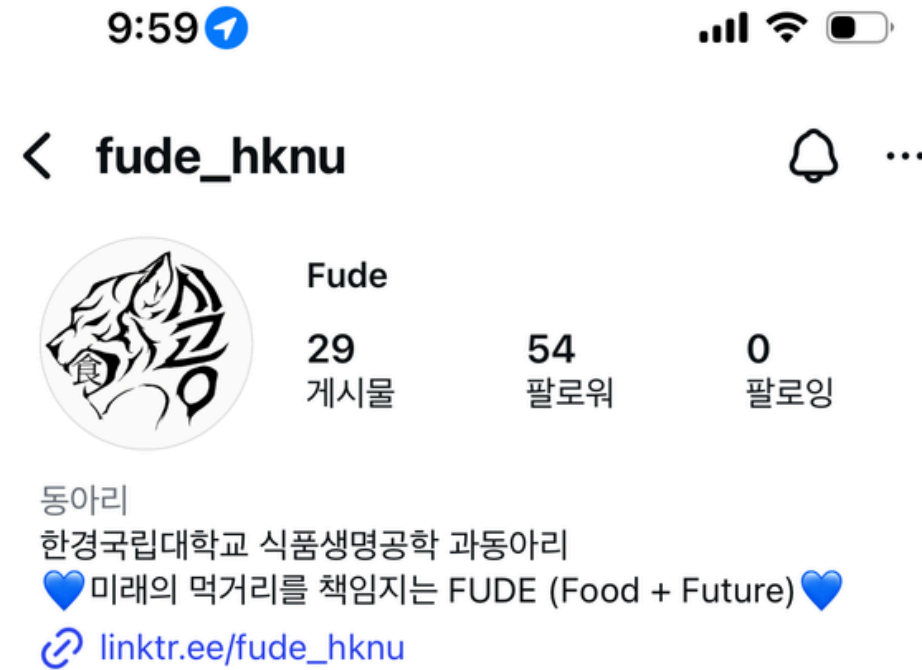 9:59
fude_hknu
食
식공
Fude
29 54 0
게시물 팔로워 팔로잉
동아리
한경국립대학교 식품생명공학 과동아리
💙미래의 먹거리를 책임지는 FUDE (Food + Future)💙
linktr.ee/fude_hknu